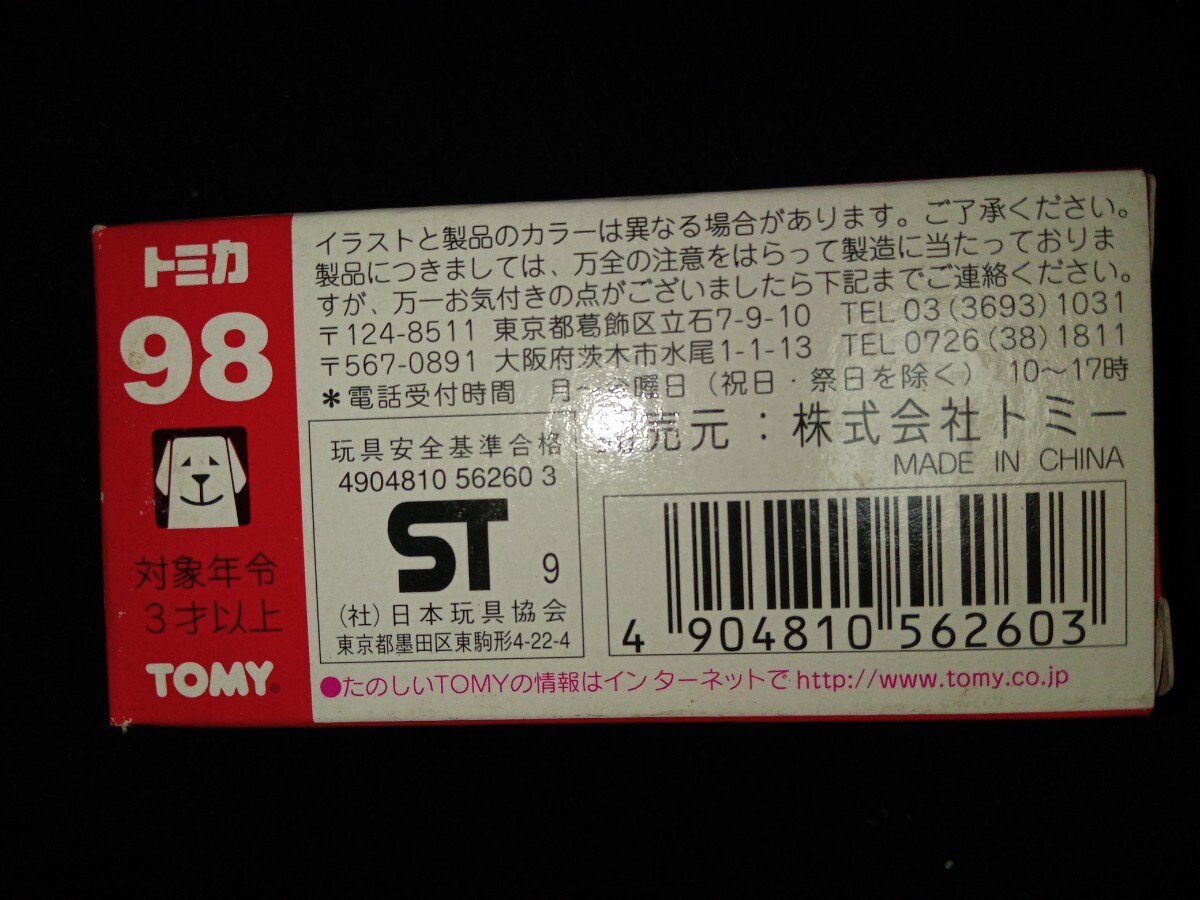 トミカ
98
対象年令
3才以上
TOMY
イラストと製品のカラーは異なる場合があります。ご了承ください。
製品につきましては、万全の注意をはらって製造に当たっておりま
すが、万一お気付きの点がございましたら下記までご連絡ください。
〒124-8511 東京都葛飾区立石7-9-10 TEL 03(3693)1031
〒567-0891 大阪府茨木市水尾1-1-13 TEL 0726(38)1811
*電話受付時間 月 曜日(祝日・祭日を除く) 10〜17時
売元:株式会社トミー
MADE IN CHINA
玩具安全基準合格
4904810 56260 3
ST 9
(社)日本玩具協会
東京都墨田区東駒形4-22-4
4 904810 562603
●たのしいTOMYの情報はインターネットで http://www.tomy.co.jp